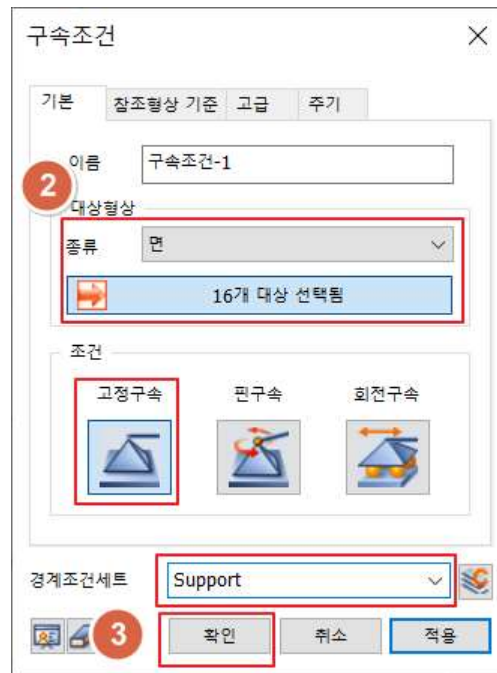 구속조건
기본 참조형상 기준 고급 주기
이름 구속조건-1
2
대상형상
종류 면
16개 대상 선택됨
조건
고정구속 핀구속 회전구속
경계조건세트 Support
3 확인 취소 적용